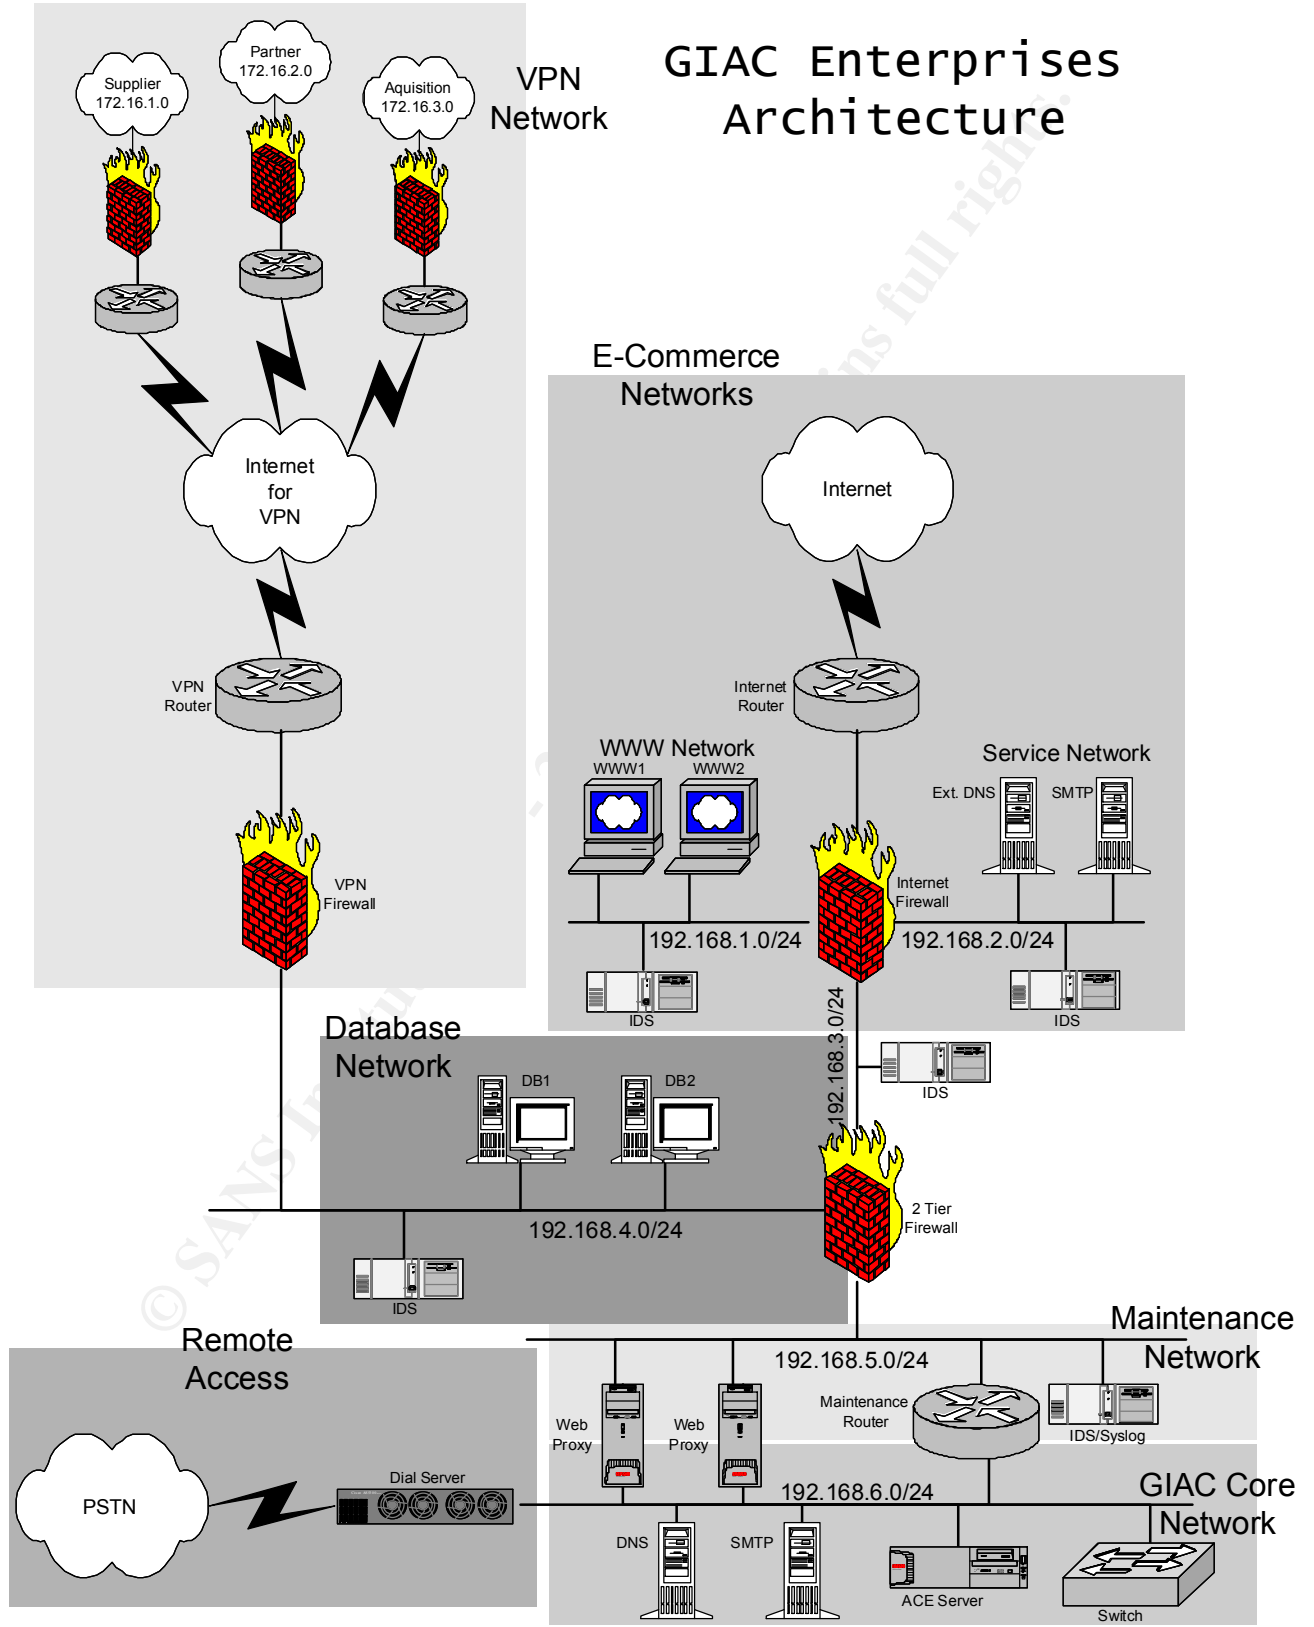 GIAC Enterprises
Architecture
VPN
Network
Supplier
172.16.1.0
Partner
172.16.2.0
Aquisition
172.16.3.0
Internet
for
VPN
VPN
Router
VPN
Firewall
E-Commerce
Networks
Internet
Internet
Router
WWW Network
WWW1
WWW2
Service Network
Ext. DNS
SMTP
Internet
Firewall
192.168.1.0/24
192.168.2.0/24
IDS
IDS
192.168.3.0/24
IDS
Database
Network
DB1
DB2
192.168.4.0/24
IDS
2 Tier
Firewall
Maintenance
Network
192.168.5.0/24
Web
Proxy
Web
Proxy
Maintenance
Router
IDS/Syslog
Remote
Access
PSTN
Dial Server
192.168.6.0/24
GIAC Core
Network
DNS
SMTP
ACE Server
Switch
© SANS In
full rights.